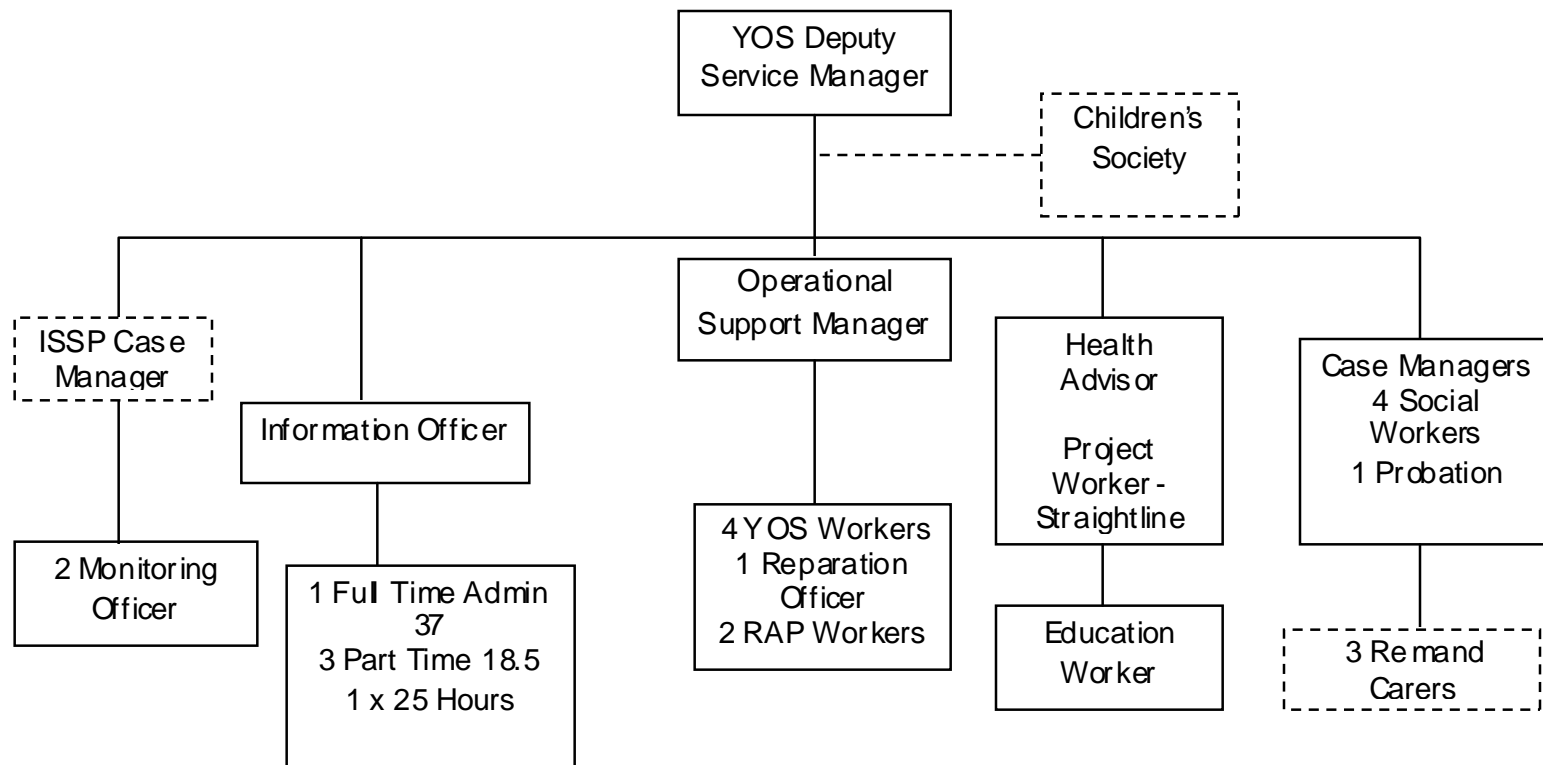 YOS Deputy
Service Manager
Children's
Society
ISSP Case
Manager
Information Officer
Operational
Support Manager
Health
Advisor
Project
Worker -
Straightline
Case Managers
4 Social
Workers
1 Probation
2 Monitoring
Officer
1 Full Time Admin
37
3 Part Time 18.5
1 x 25 Hours
4 YOS Workers
1 Reparation
Officer
2 RAP Workers
Education
Worker
3 Remand
Carers